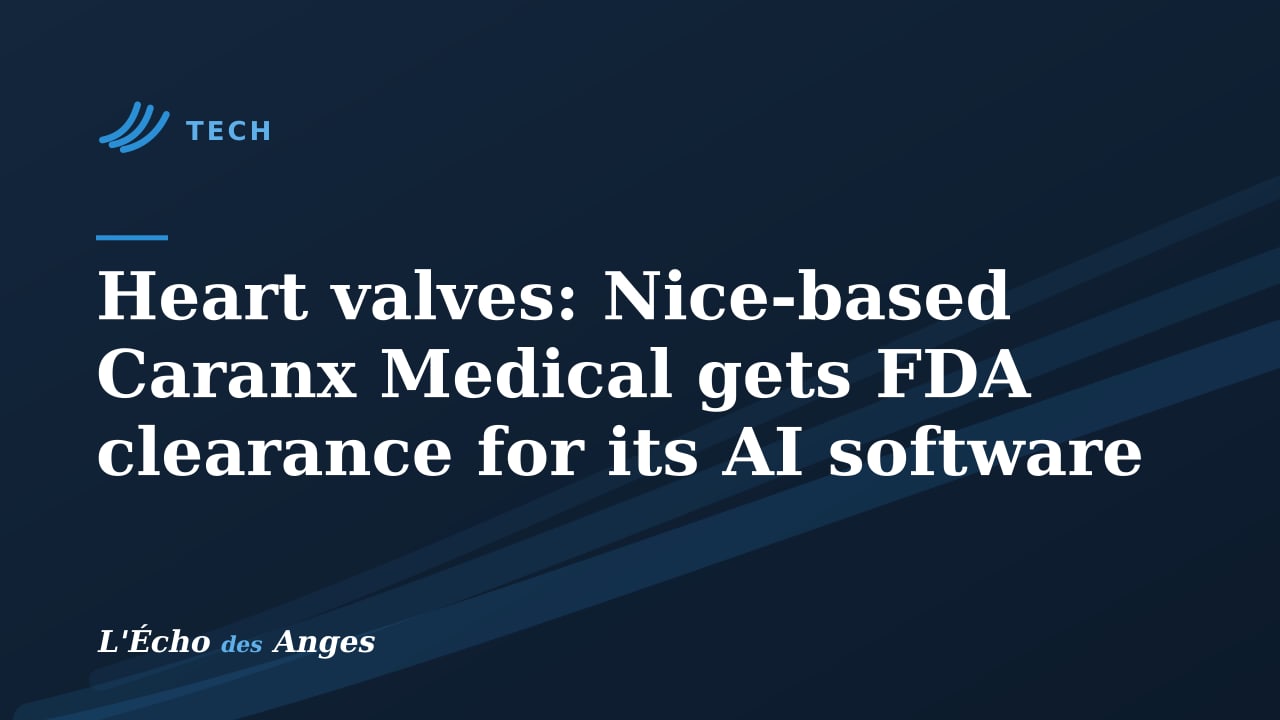 TECH
Heart valves: Nice-based
Caranx Medical gets FDA
clearance for its AI software
L'Écho des Anges